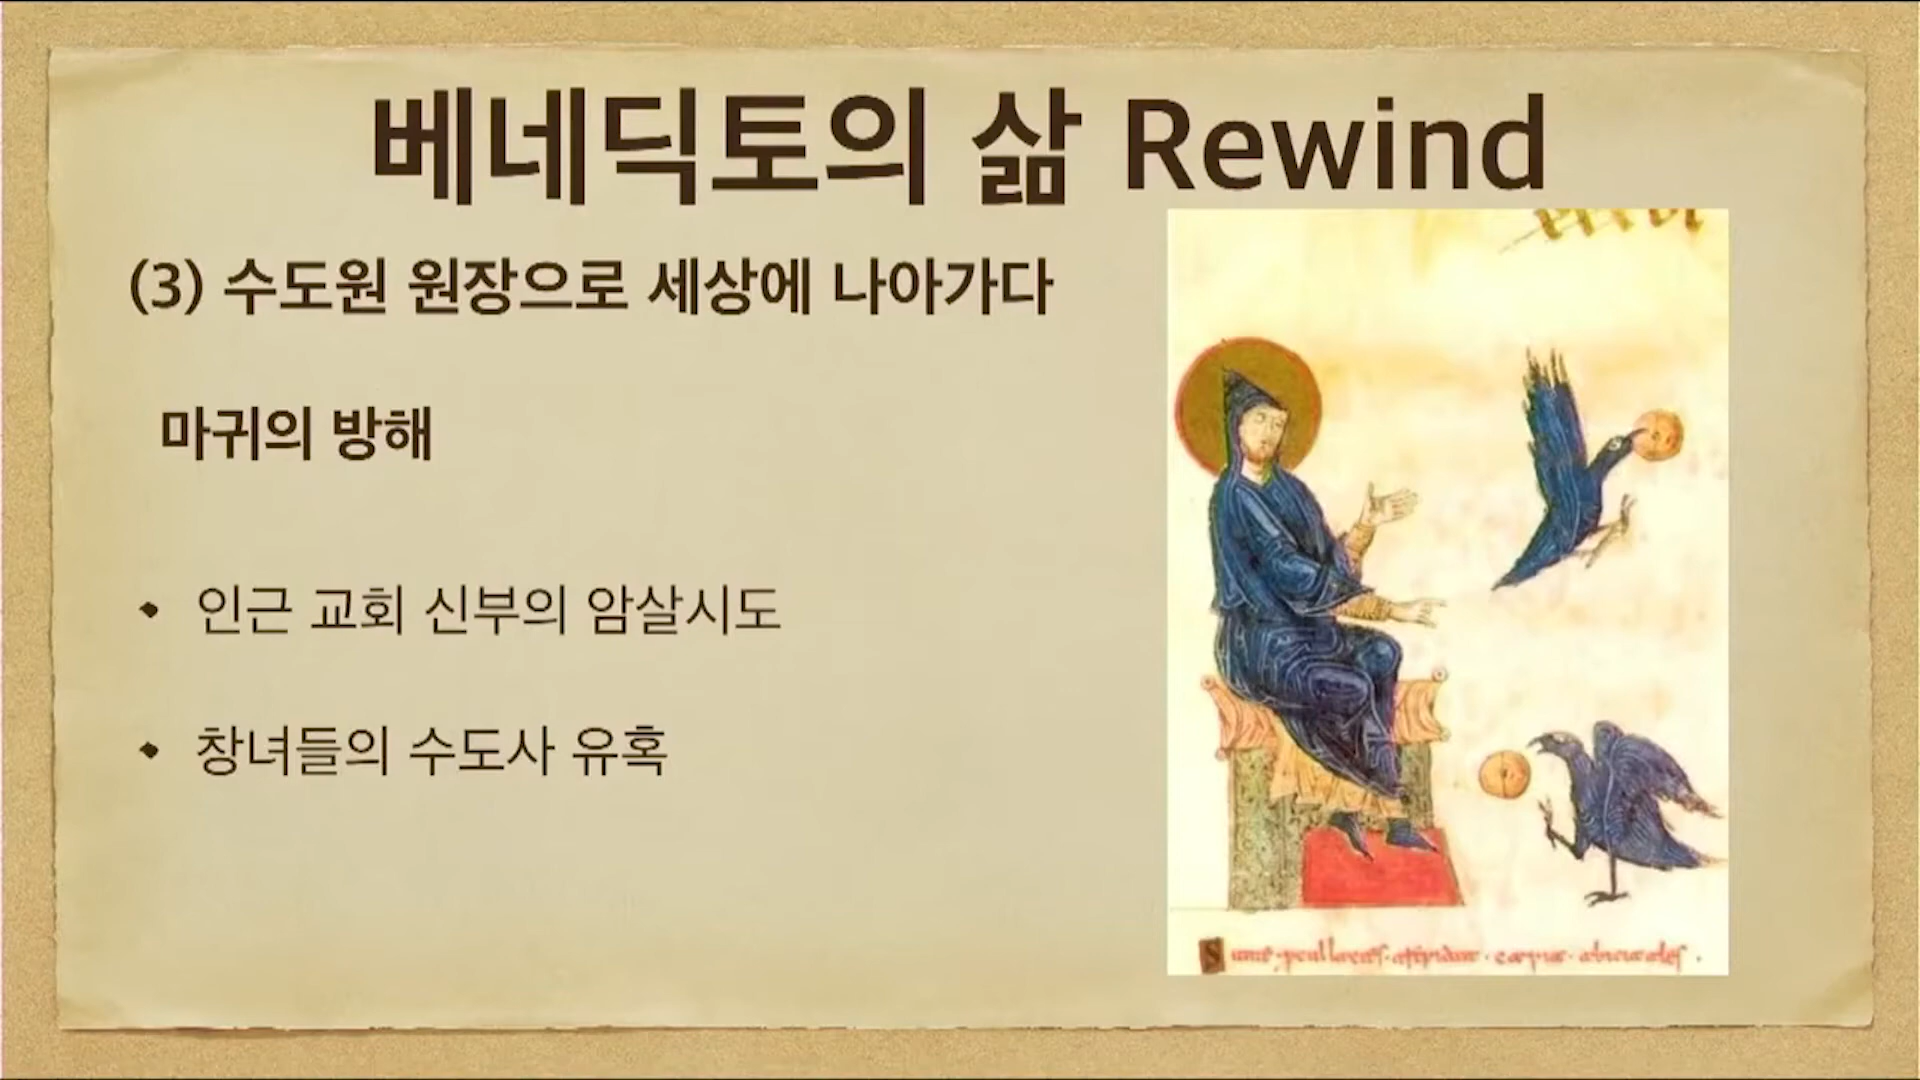 베네딕토의 삶 Rewind
(3) 수도원 원장으로 세상에 나아가다
마귀의 방해
• 인근 교회 신부의 암살시도
• 창녀들의 수도사 유혹